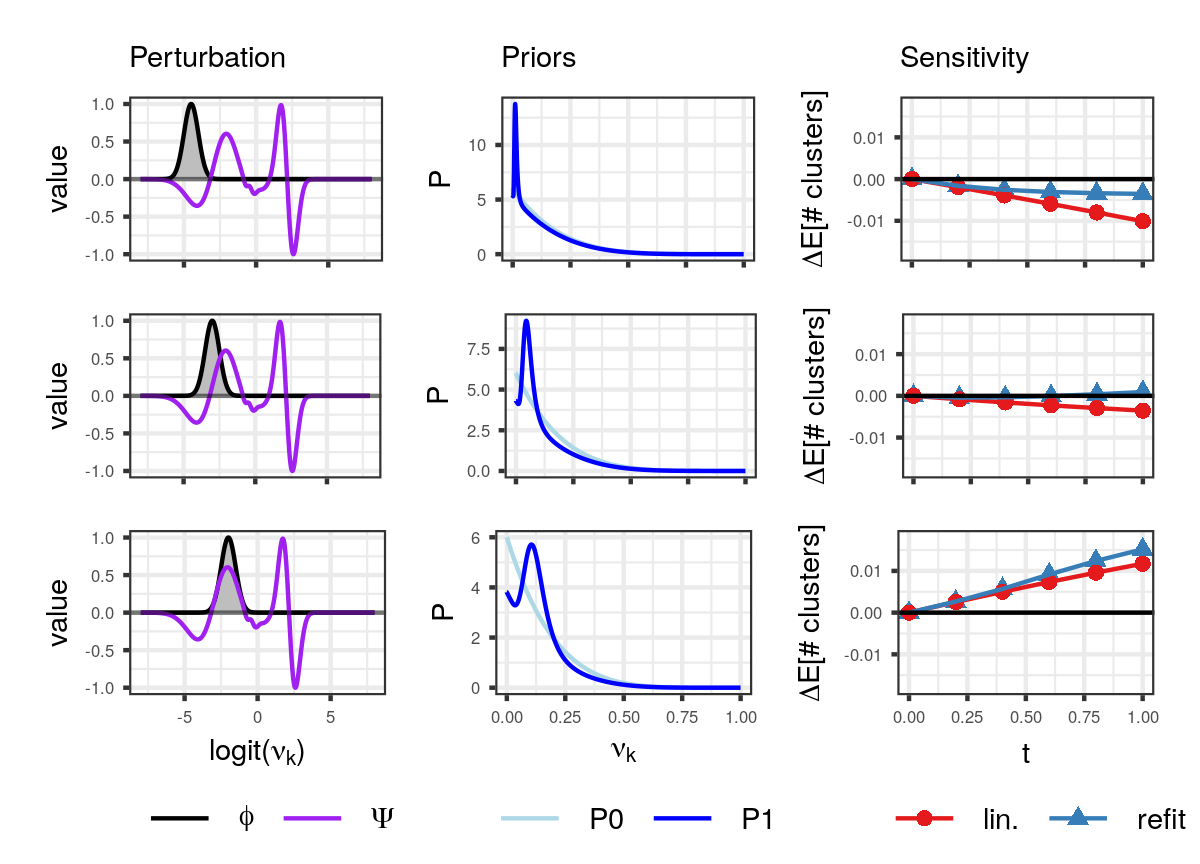 Perturbation Priors Sensitivity
value
1.0
0.5
0.0
-0.5
-1.0
P
10
5
0
ΔE[# clusters]
0.01
0.00
-0.01
value
1.0
0.5
0.0
-0.5
-1.0
P
7.5
5.0
2.5
0.0
ΔE[# clusters]
0.01
0.00
-0.01
value
1.0
0.5
0.0
-0.5
-1.0
-5 0 5
logit(νk)
P
6
4
2
0
0.00 0.25 0.50 0.75 1.00
νk
ΔE[# clusters]
0.01
0.00
-0.01
0.00 0.25 0.50 0.75 1.00
t
ϕ Ψ P0 P1 lin. refit